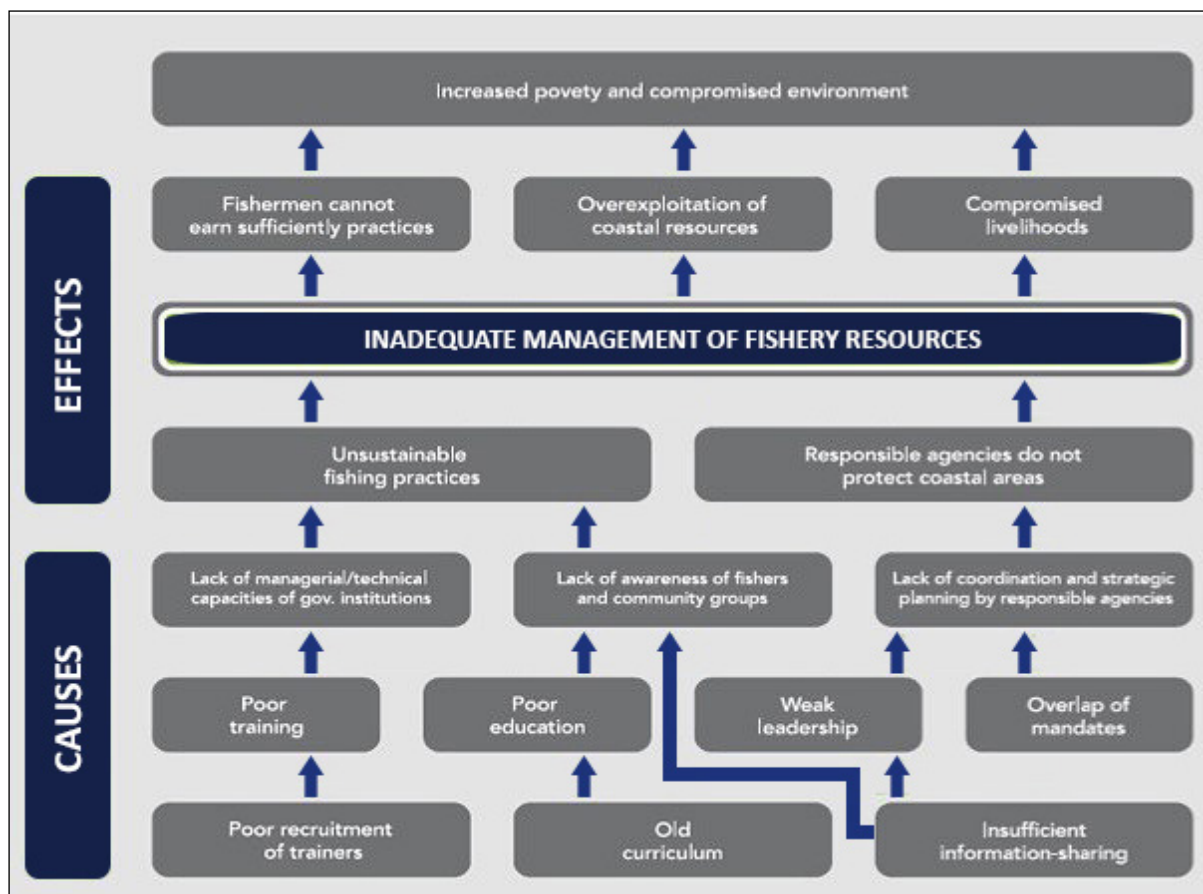 Increased povety and compromised environment
EFFECTS
Fishermen cannot
earn sufficiently practices
Overexploitation of
coastal resources
Compromised
livelihoods
INADEQUATE MANAGEMENT OF FISHERY RESOURCES
Unsustainable
fishing practices
Responsible agencies do not
protect coastal areas
CAUSES
Lack of managerial/technical
capacities of gov. institutions
Lack of awareness of fishers
and community groups
Lack of coordination and strategic
planning by responsible agencies
Poor
training
Poor
education
Weak
leadership
Overlap of
mandates
Poor recruitment
of trainers
Old
curriculum
Insufficient
information-sharing